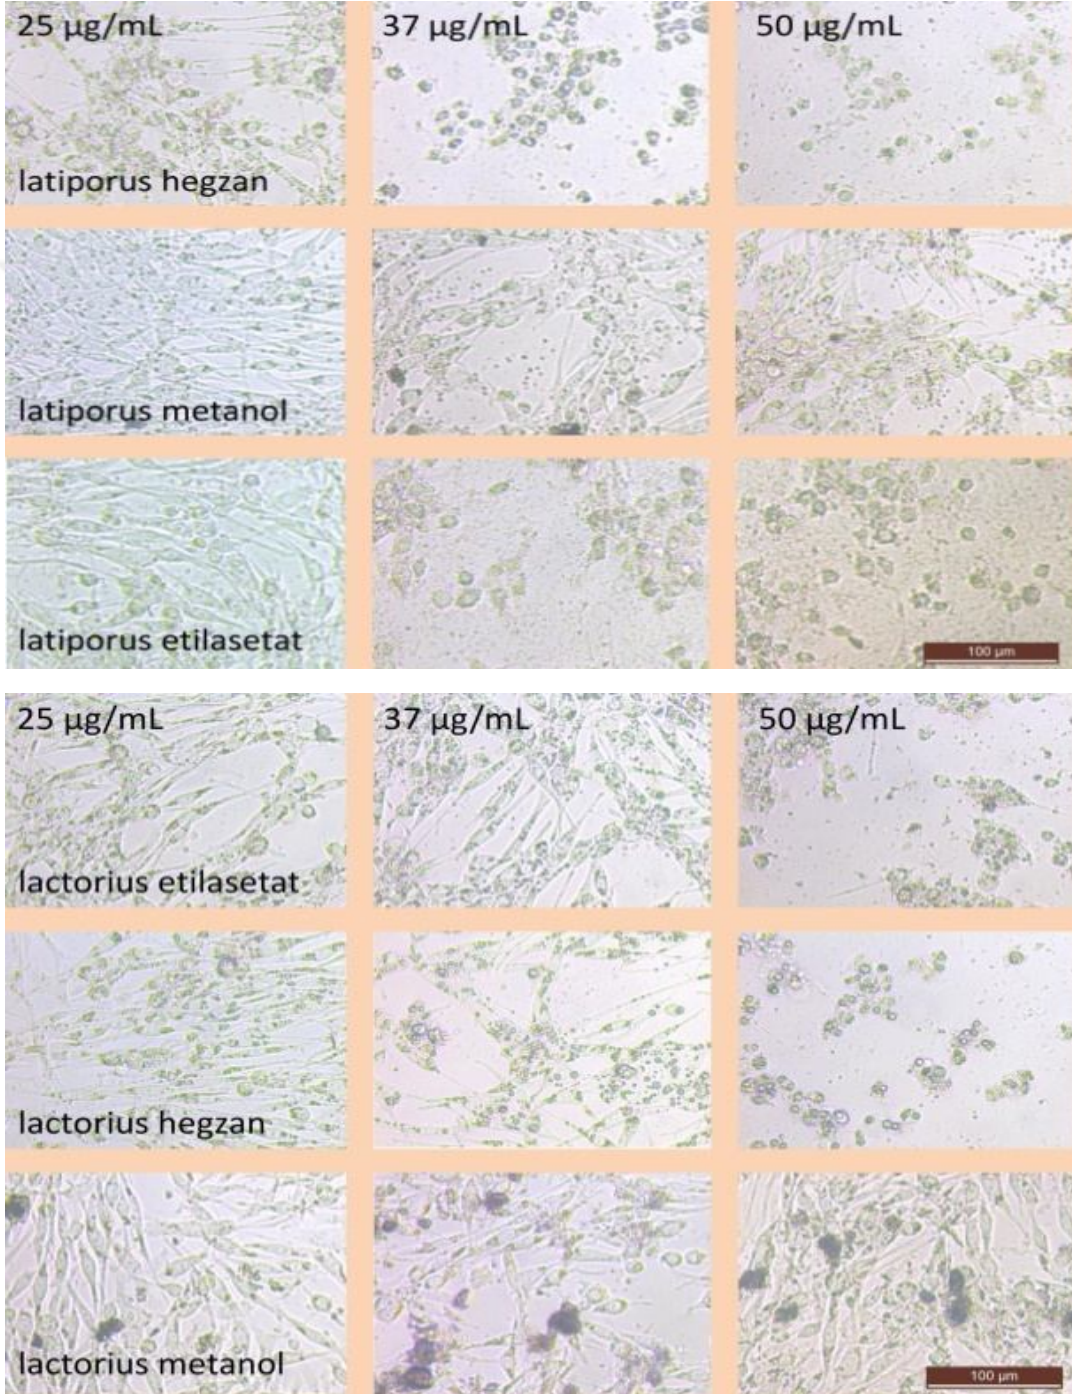 25 µg/mL 37 µg/mL 50 µg/mL
latiporus hegzan
latiporus metanol
latiporus etilasetat
100 µm
25 µg/mL 37 µg/mL 50 µg/mL
lactorius etilasetat
lactorius hegzan
lactorius metanol
100 µm